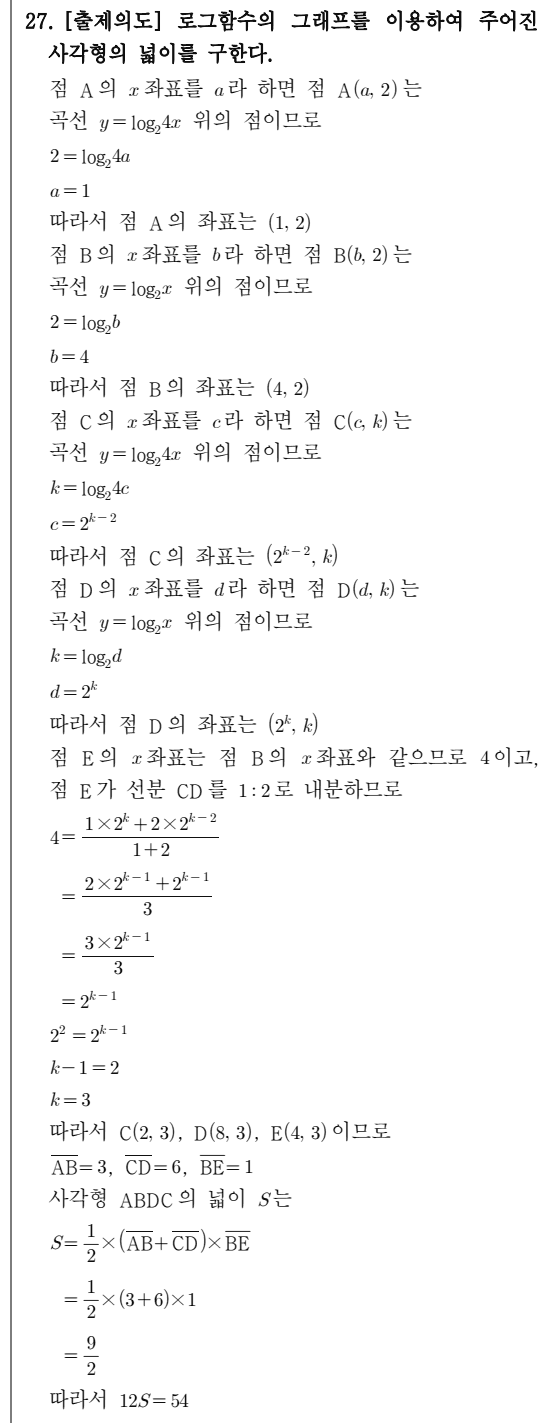 27. [출제의도] 로그함수의 그래프를 이용하여 주어진
사각형의 넓이를 구한다.
점 A의 x좌표를 a라 하면 점 A(a, 2)는
곡선 y=log₂4x 위의 점이므로
2=log₂4a
a=1
따라서 점 A의 좌표는 (1, 2)
점 B의 x좌표를 b라 하면 점 B(b, 2)는
곡선 y=log₂x 위의 점이므로
2=log₂b
b=4
따라서 점 B의 좌표는 (4, 2)
점 C의 x좌표를 c라 하면 점 C(c, k)는
곡선 y=log₂4x 위의 점이므로
k=log₂4c
c=2^{k-2}
따라서 점 C의 좌표는 (2^{k-2}, k)
점 D의 x좌표를 d라 하면 점 D(d, k)는
곡선 y=log₂x 위의 점이므로
k=log₂d
d=2^k
따라서 점 D의 좌표는 (2^k, k)
점 E의 x좌표는 점 B의 x좌표와 같으므로 4이고,
점 E가 선분 CD를 1:2로 내분하므로
4=\frac{1×2^k+2×2^{k-2}}{1+2}
=\frac{2×2^{k-1}+2^{k-1}}{3}
=\frac{3×2^{k-1}}{3}
=2^{k-1}
2²=2^{k-1}
k-1=2
k=3
따라서 C(2, 3), D(8, 3), E(4, 3)이므로
\overline{AB}=3, \overline{CD}=6, \overline{BE}=1
사각형 ABDC의 넓이 S는
S=\frac{1}{2}×(\overline{AB}+\overline{CD})×\overline{BE}
=\frac{1}{2}×(3+6)×1
=\frac{9}{2}
따라서 12S=54